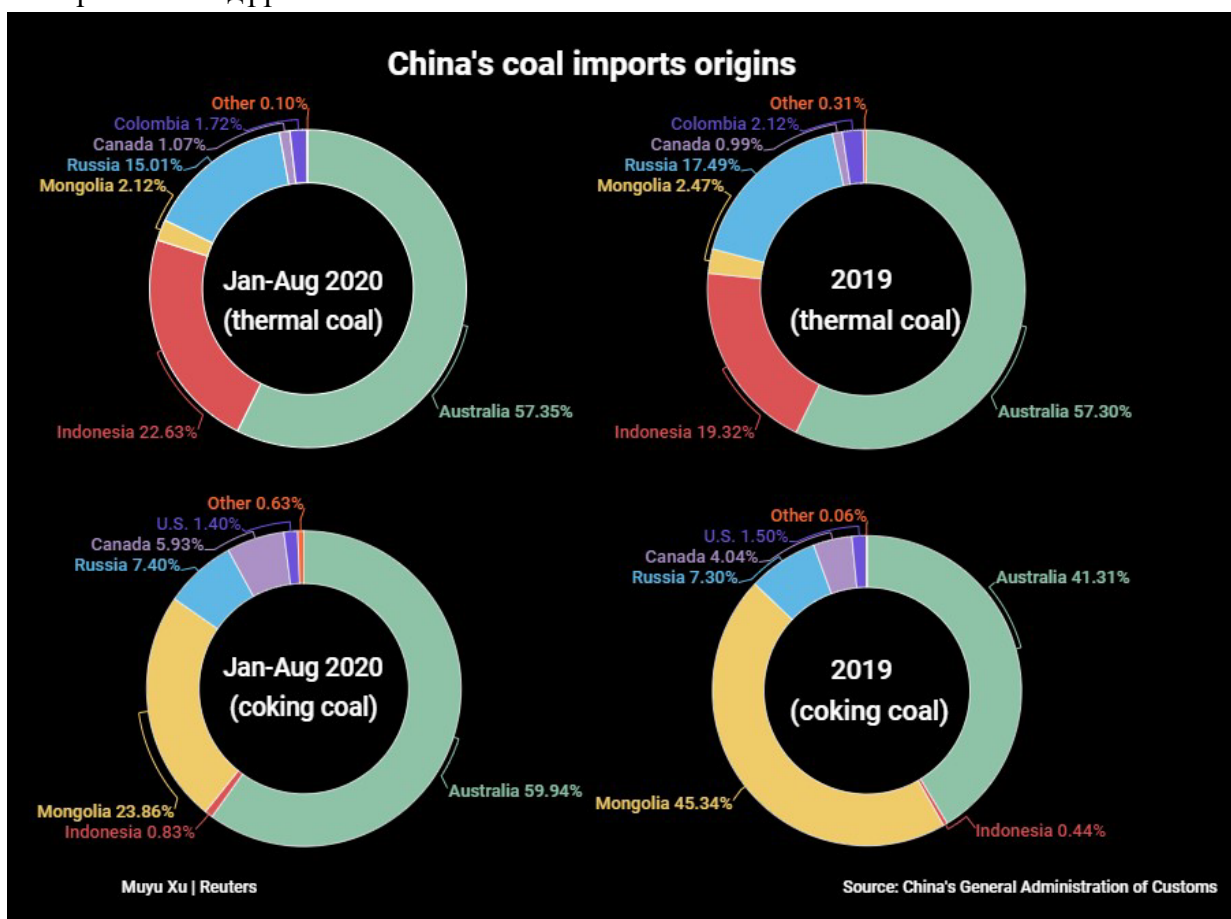 China's coal imports origins
Other 0.10%
Colombia 1.72%
Canada 1.07%
Russia 15.01%
Mongolia 2.12%
Jan-Aug 2020
(thermal coal)
Australia 57.35%
Indonesia 22.63%
Other 0.31%
Colombia 2.12%
Canada 0.99%
Russia 17.49%
Mongolia 2.47%
2019
(thermal coal)
Australia 57.30%
Indonesia 19.32%
Other 0.63%
U.S. 1.40%
Canada 5.93%
Russia 7.40%
Jan-Aug 2020
(coking coal)
Australia 59.94%
Mongolia 23.86%
Indonesia 0.83%
Other 0.06%
U.S. 1.50%
Canada 4.04%
Russia 7.30%
Australia 41.31%
2019
(coking coal)
Mongolia 45.34%
Indonesia 0.44%
Muyu Xu | Reuters
Source: China's General Administration of Customs